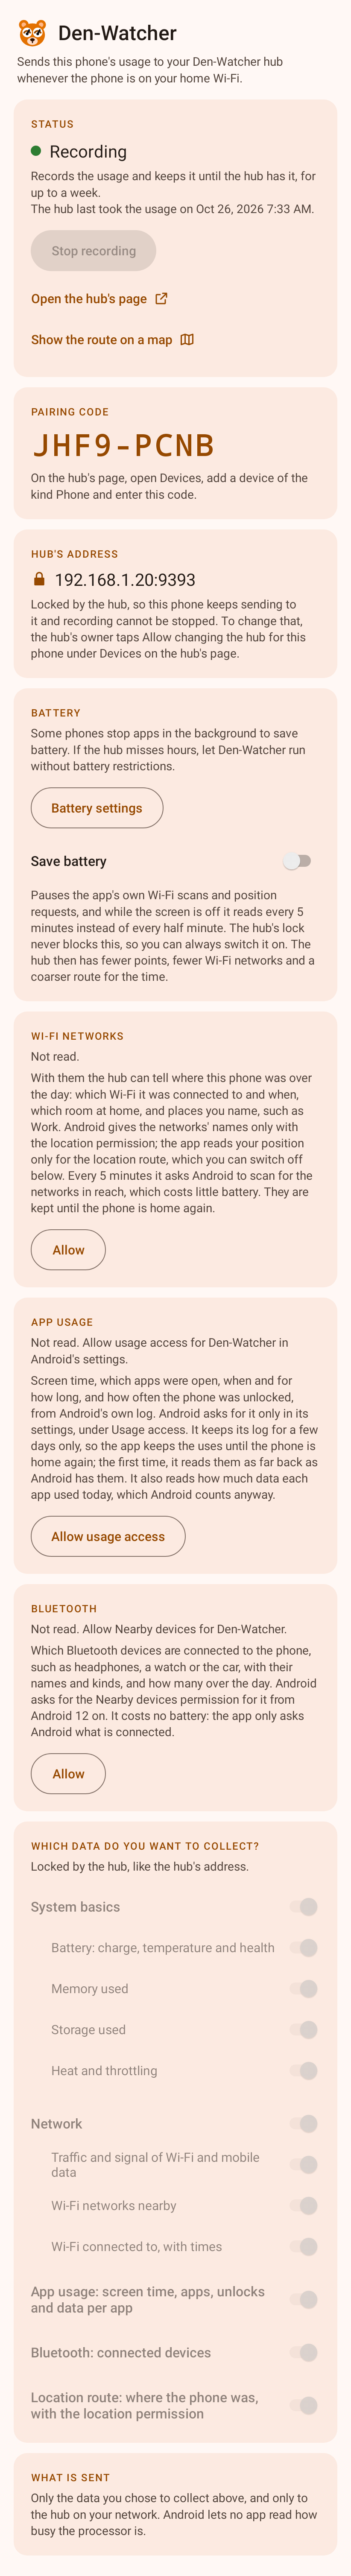 Den-Watcher
Sends this phone's usage to your Den-Watcher hub
whenever the phone is on your home Wi-Fi.
STATUS
Recording
Records the usage and keeps it until the hub has it, for
up to a week.
The hub last took the usage on Oct 26, 2026 7:33 AM.
Stop recording
Open the hub's page
Show the route on a map
PAIRING CODE
JHF9-PCNB
On the hub's page, open Devices, add a device of the
kind Phone and enter this code.
HUB'S ADDRESS
192.168.1.20:9393
Locked by the hub, so this phone keeps sending to
it and recording cannot be stopped. To change that,
the hub's owner taps Allow changing the hub for this
phone under Devices on the hub's page.
BATTERY
Some phones stop apps in the background to save
battery. If the hub misses hours, let Den-Watcher run
without battery restrictions.
Battery settings
Save battery
Pauses the app's own Wi-Fi scans and position
requests, and while the screen is off it reads every 5
minutes instead of every half minute. The hub's lock
never blocks this, so you can always switch it on. The
hub then has fewer points, fewer Wi-Fi networks and a
coarser route for the time.
WI-FI NETWORKS
Not read.
With them the hub can tell where this phone was over
the day: which Wi-Fi it was connected to and when,
which room at home, and places you name, such as
Work. Android gives the networks' names only with
the location permission; the app reads your position
only for the location route, which you can switch off
below. Every 5 minutes it asks Android to scan for the
networks in reach, which costs little battery. They are
kept until the phone is home again.
Allow
APP USAGE
Not read. Allow usage access for Den-Watcher in
Android's settings.
Screen time, which apps were open, when and for
how long, and how often the phone was unlocked,
from Android's own log. Android asks for it only in its
settings, under Usage access. It keeps its log for a few
days only, so the app keeps the uses until the phone is
home again; the first time, it reads them as far back as
Android has them. It also reads how much data each
app used today, which Android counts anyway.
Allow usage access
BLUETOOTH
Not read. Allow Nearby devices for Den-Watcher.
Which Bluetooth devices are connected to the phone,
such as headphones, a watch or the car, with their
names and kinds, and how many over the day. Android
asks for the Nearby devices permission for it from
Android 12 on. It costs no battery: the app only asks
Android what is connected.
Allow
WHICH DATA DO YOU WANT TO COLLECT?
Locked by the hub, like the hub's address.
System basics
Battery: charge, temperature and health
Memory used
Storage used
Heat and throttling
Network
Traffic and signal of Wi-Fi and mobile
data
Wi-Fi networks nearby
Wi-Fi connected to, with times
App usage: screen time, apps, unlocks
and data per app
Bluetooth: connected devices
Location route: where the phone was,
with the location permission
WHAT IS SENT
Only the data you chose to collect above, and only to
the hub on your network. Android lets no app read how
busy the processor is.